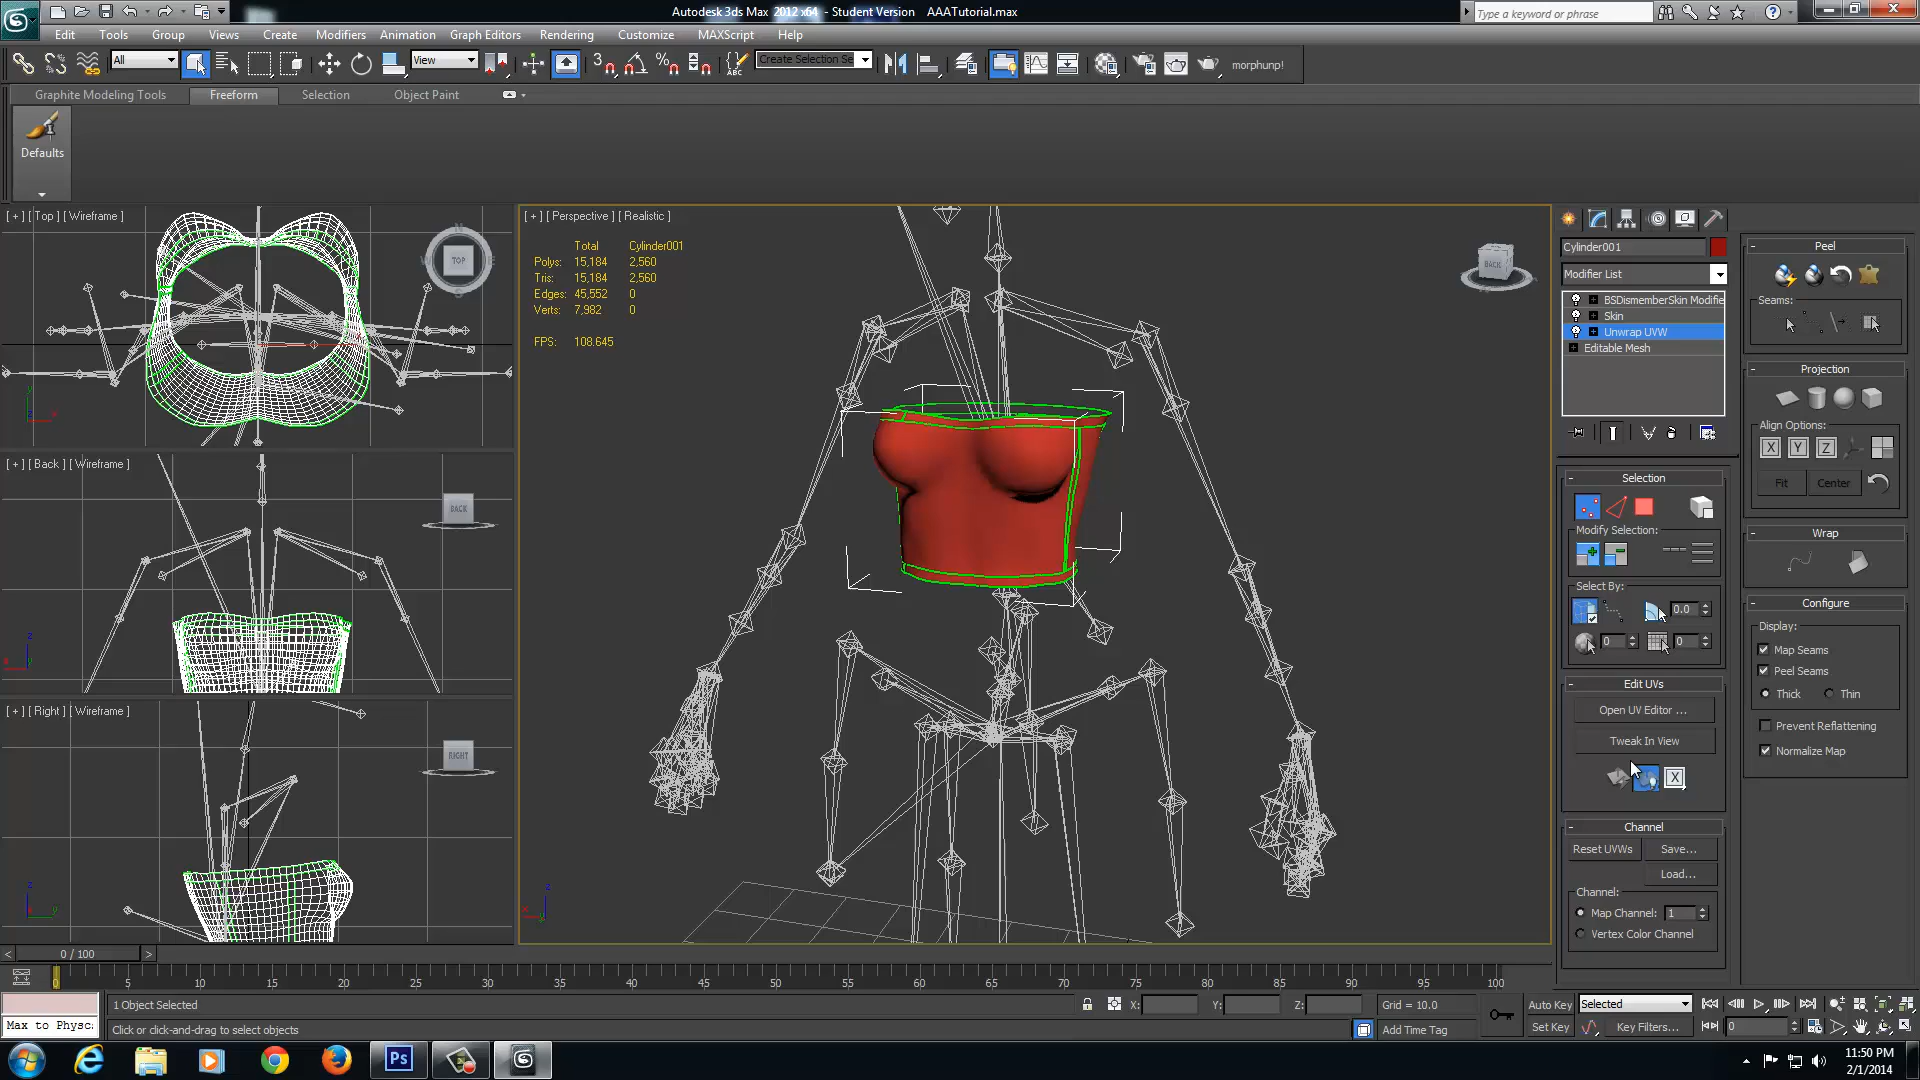 Autodesk 3ds Max 2012 x64 - Student Version AAATutorial.max
Type a keyword or phrase
Edit Tools Group Views Create Modifiers Animation Graph Editors Rendering Customize MAXScript Help
All
View
Create Selection Se
morphunp!
Graphite Modeling Tools Freeform Selection Object Paint
Defaults
[ + ] [ Top ] [ Wireframe ]
TOP
[ + ] [ Back ] [ Wireframe ]
BACK
[ + ] [ Right ] [ Wireframe ]
RIGHT
[ + ] [ Perspective ] [ Realistic ]
Total Cylinder001
Polys: 15,184 2,560
Tris: 15,184 2,560
Edges: 45,552 0
Verts: 7,982 0
FPS: 108.645
BACK
Cylinder001
Modifier List
BSDismemberSkin Modifie
Skin
Unwrap UVW
Editable Mesh
Selection
Modify Selection:
Select By:
0.0
0 0
Edit UVs
Open UV Editor ...
Tweak In View
Channel
Reset UVWs Save...
Load...
Channel:
Map Channel: 1
Vertex Color Channel
Peel
Seams:
Projection
Align Options:
X Y Z
Fit Center
Wrap
Configure
Display:
Map Seams
Peel Seams
Thick Thin
Prevent Reflattening
Normalize Map
0 / 100
0 5 10 15 20 25 30 35 40 45 50 55 60 65 70 75 80 85 90 95 100
1 Object Selected
X: Y: Z: Grid = 10.0
Auto Key Selected
Max to Physc:
Click or click-and-drag to select objects
Add Time Tag
Set Key Key Filters... 0
Ps
11:50 PM
2/1/2014